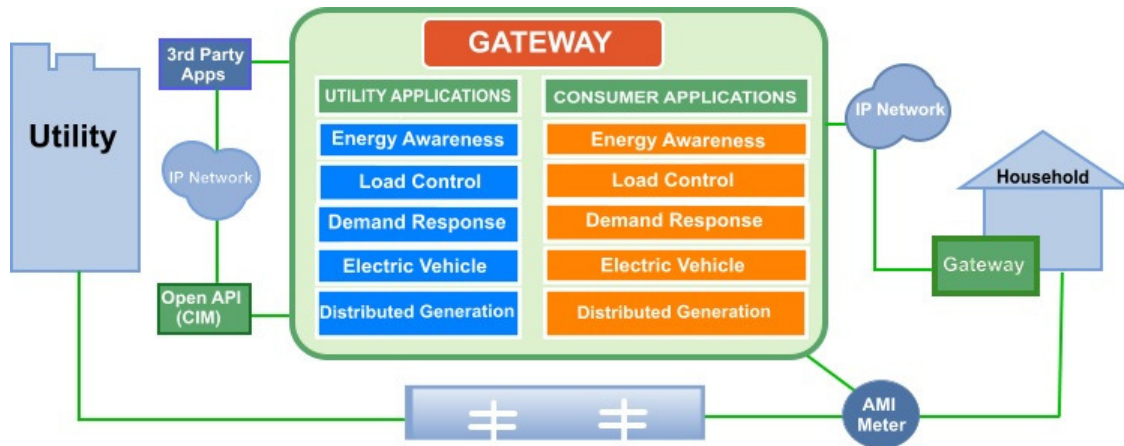 Utility
3rd Party
Apps
IP Network
Open API
(CIM)
GATEWAY
UTILITY APPLICATIONS
Energy Awareness
Load Control
Demand Response
Electric Vehicle
Distributed Generation
CONSUMER APPLICATIONS
Energy Awareness
Load Control
Demand Response
Electric Vehicle
Distributed Generation
IP Network
Household
Gateway
AMI
Meter